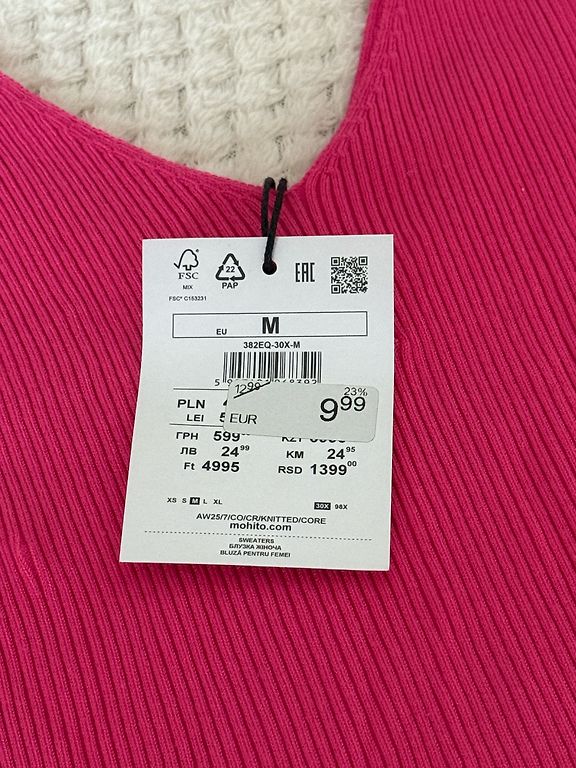 FSC
MIX
FSC® C153231
22
PAP
EAC
EU M
382EQ-30X-M
1299
23%
EUR 9 99
PLN
LEI
ГРН 599
ЛВ 24 99
KM 24 95
Ft 4995
RSD 1399 00
XS S M L XL
30X 98X
AW25/7/CO/CR/KNITTED/CORE
mohito.com
SWEATERS
БЛУЗКА ЖІНОЧА
BLUZĂ PENTRU FEMEI